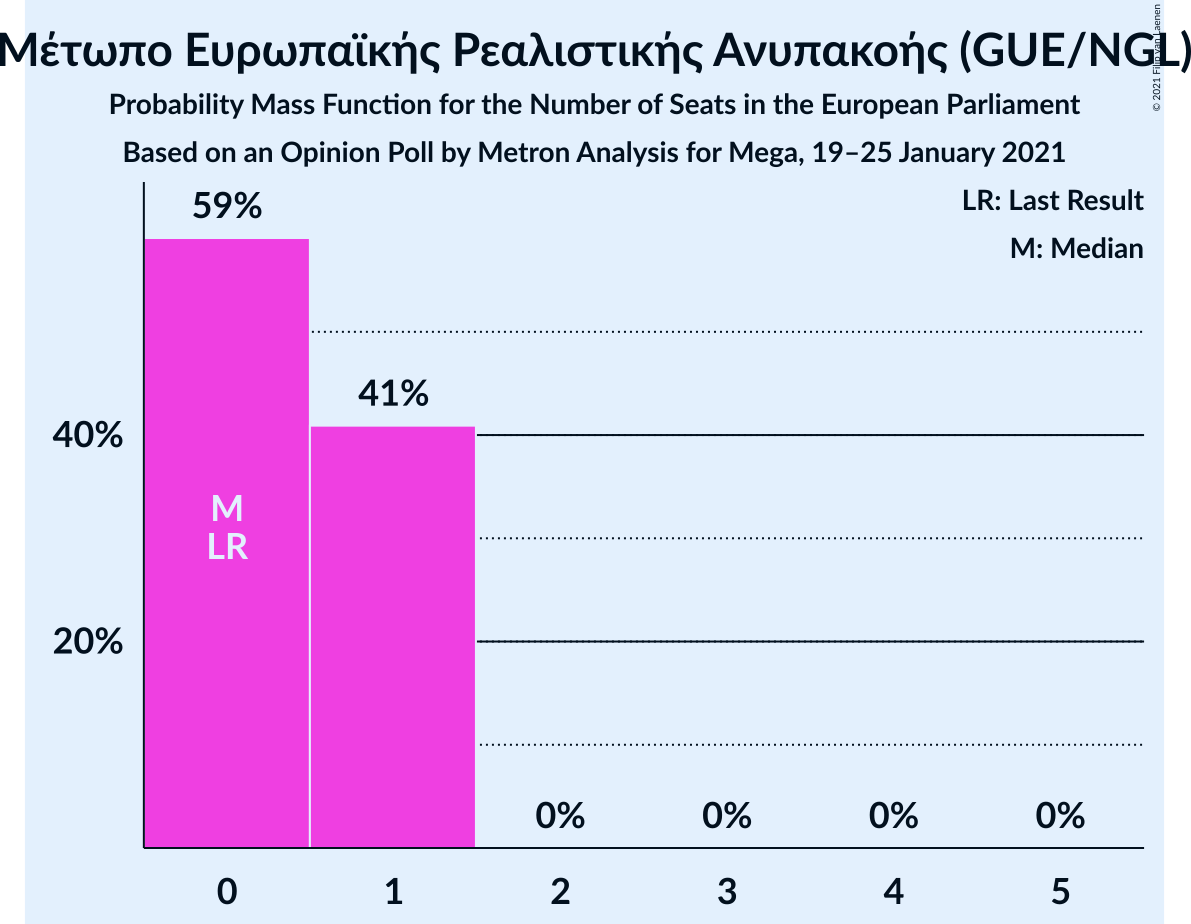 Μέτωπο Ευρωπαϊκής Ρεαλιστικής Ανυπακοής (GUE/NGL)
© 2021 Filip van Laenen
Probability Mass Function for the Number of Seats in the European Parliament
Based on an Opinion Poll by Metron Analysis for Mega, 19–25 January 2021
LR: Last Result
M: Median
59%
41%
40%
M
LR
20%
0% 0% 0% 0%
0 1 2 3 4 5